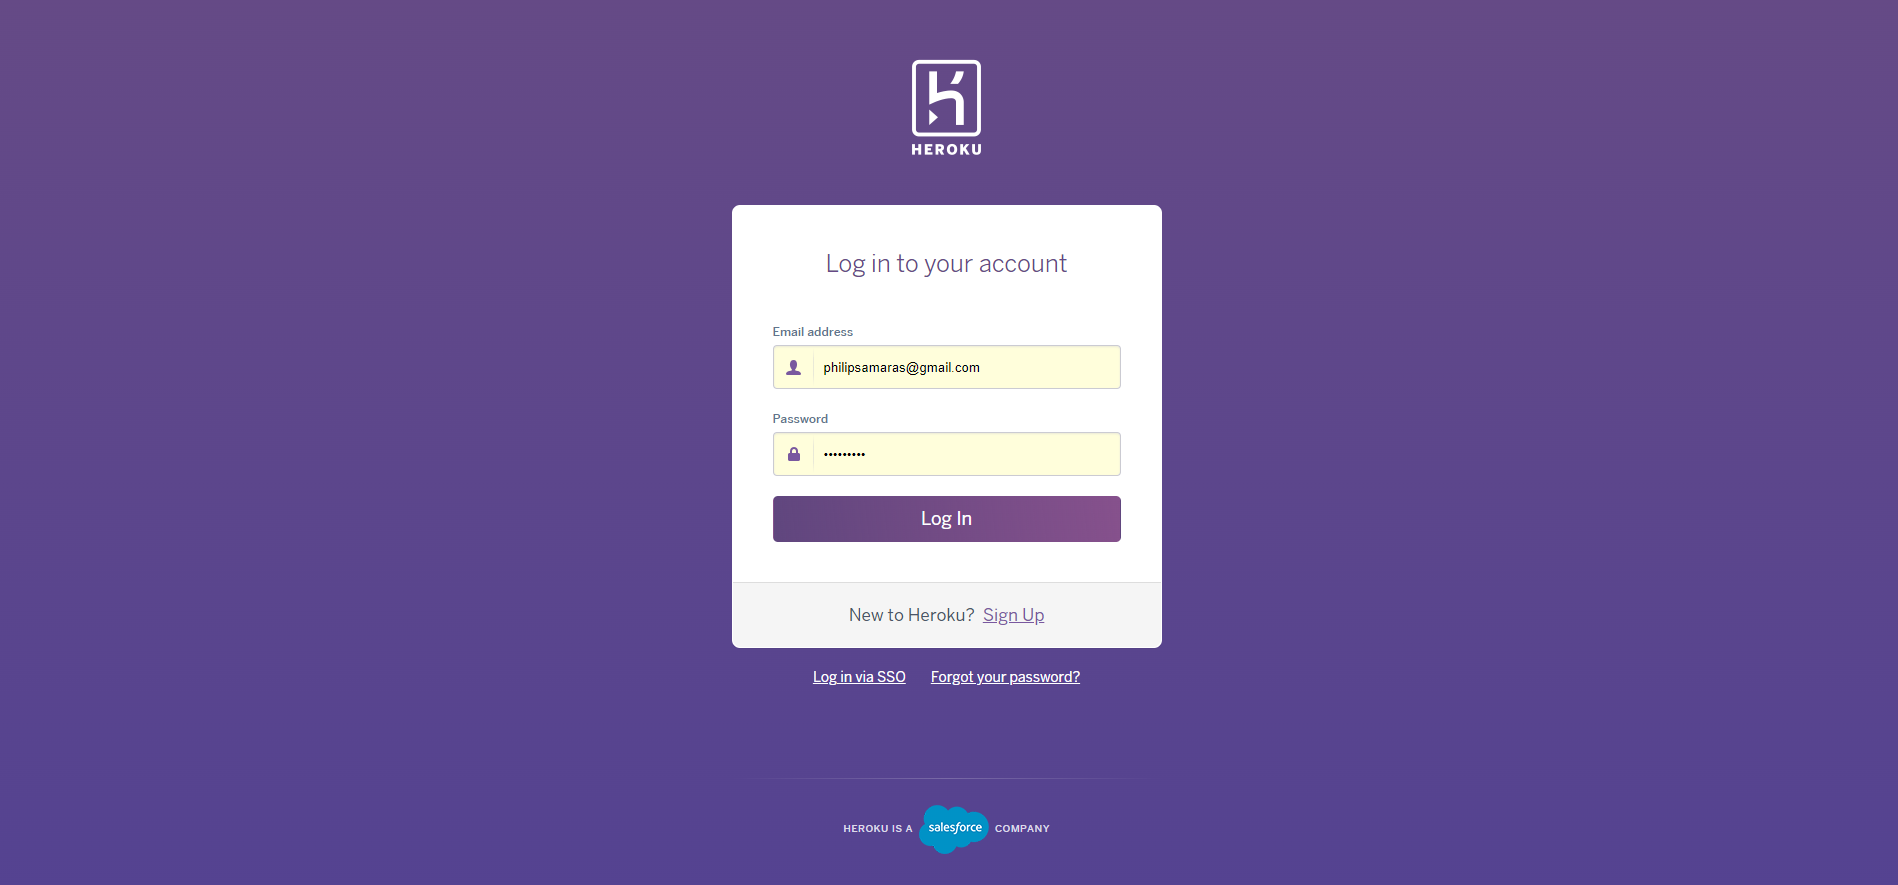 HEROKU
Log in to your account
Email address
philipsamaras@gmail.com
Password
•••••••••
Log In
New to Heroku? Sign Up
Log in via SSO Forgot your password?
HEROKU IS A salesforce COMPANY